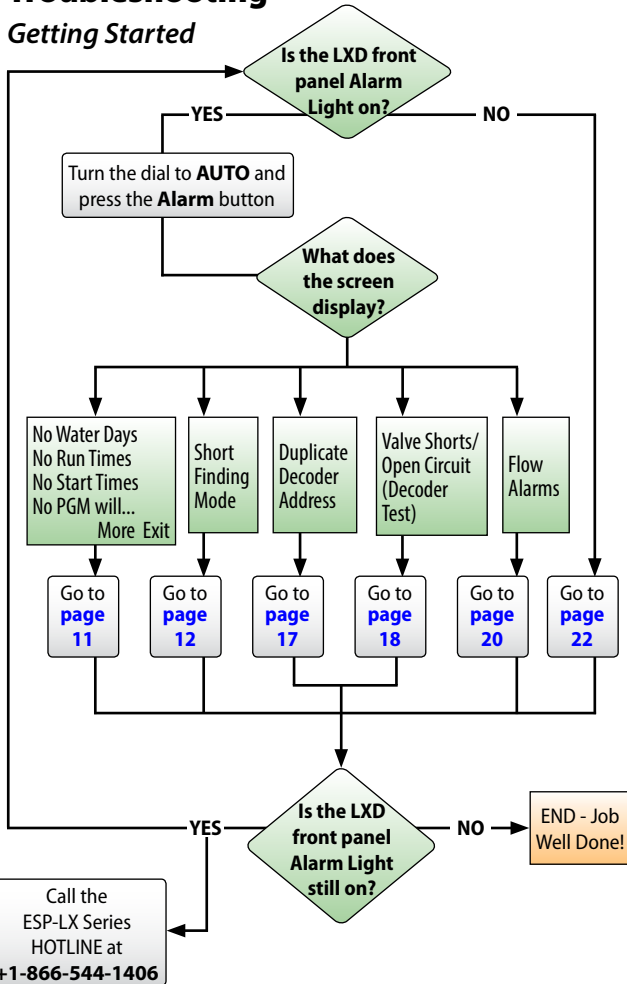 Troubleshooting
Getting Started
Is the LXD front
panel Alarm
Light on?
YES
NO
Turn the dial to AUTO and
press the Alarm button
What does
the screen
display?
No Water Days
No Run Times
No Start Times
No PGM will...
More Exit
Short
Finding
Mode
Duplicate
Decoder
Address
Valve Shorts/
Open Circuit
(Decoder
Test)
Flow
Alarms
Go to
page
11
Go to
page
12
Go to
page
17
Go to
page
18
Go to
page
20
Go to
page
22
Is the LXD
front panel
Alarm Light
still on?
YES
NO
END - Job
Well Done!
Call the
ESP-LX Series
HOTLINE at
+1-866-544-1406